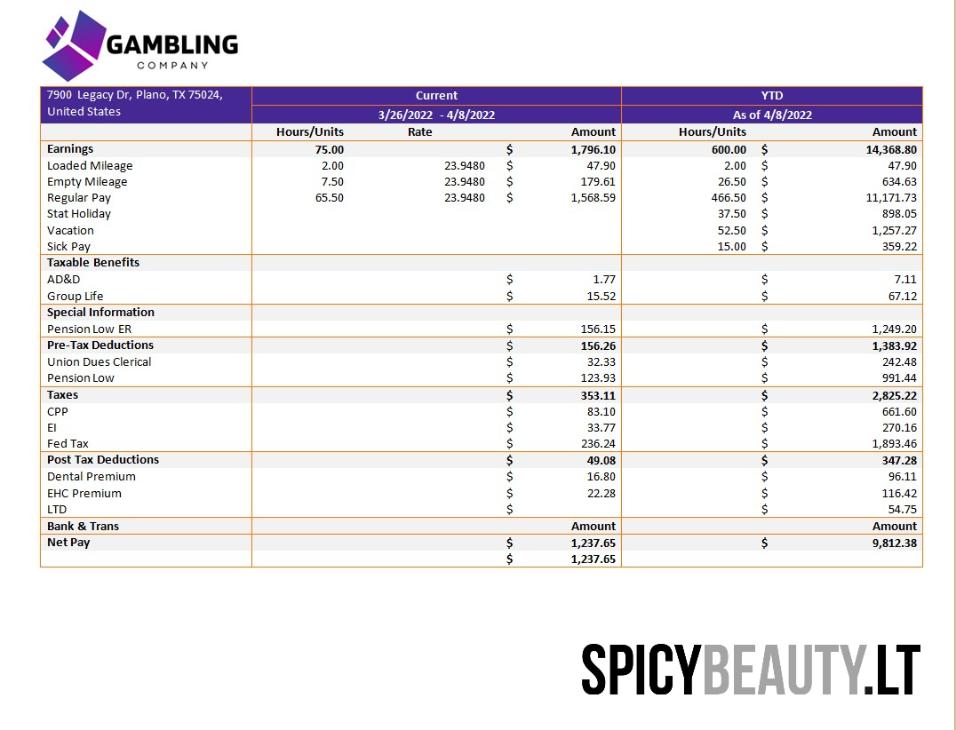 GAMBLING
COMPANY
7900 Legacy Dr, Plano, TX 75024, United States Current YTD
3/26/2022 - 4/8/2022 As of 4/8/2022
Hours/Units Rate Amount Hours/Units Amount
Earnings 75.00 $ 1,796.10 600.00 $ 14,368.80
Loaded Mileage 2.00 23.9480 $ 47.90 2.00 $ 47.90
Empty Mileage 7.50 23.9480 $ 179.61 26.50 $ 634.63
Regular Pay 65.50 23.9480 $ 1,568.59 466.50 $ 11,171.73
Stat Holiday 37.50 $ 898.05
Vacation 52.50 $ 1,257.27
Sick Pay 15.00 $ 359.22
Taxable Benefits
AD&D $ 1.77 $ 7.11
Group Life $ 15.52 $ 67.12
Special Information
Pension Low ER $ 156.15 $ 1,249.20
Pre-Tax Deductions $ 156.26 $ 1,383.92
Union Dues Clerical $ 32.33 $ 242.48
Pension Low $ 123.93 $ 991.44
Taxes $ 353.11 $ 2,825.22
CPP $ 83.10 $ 661.60
EI $ 33.77 $ 270.16
Fed Tax $ 236.24 $ 1,893.46
Post Tax Deductions $ 49.08 $ 347.28
Dental Premium $ 16.80 $ 96.11
EHC Premium $ 22.28 $ 116.42
LTD $ $ 54.75
Bank & Trans Amount Amount
Net Pay $ 1,237.65 $ 9,812.38
$ 1,237.65
SPICYBEAUTY.LT